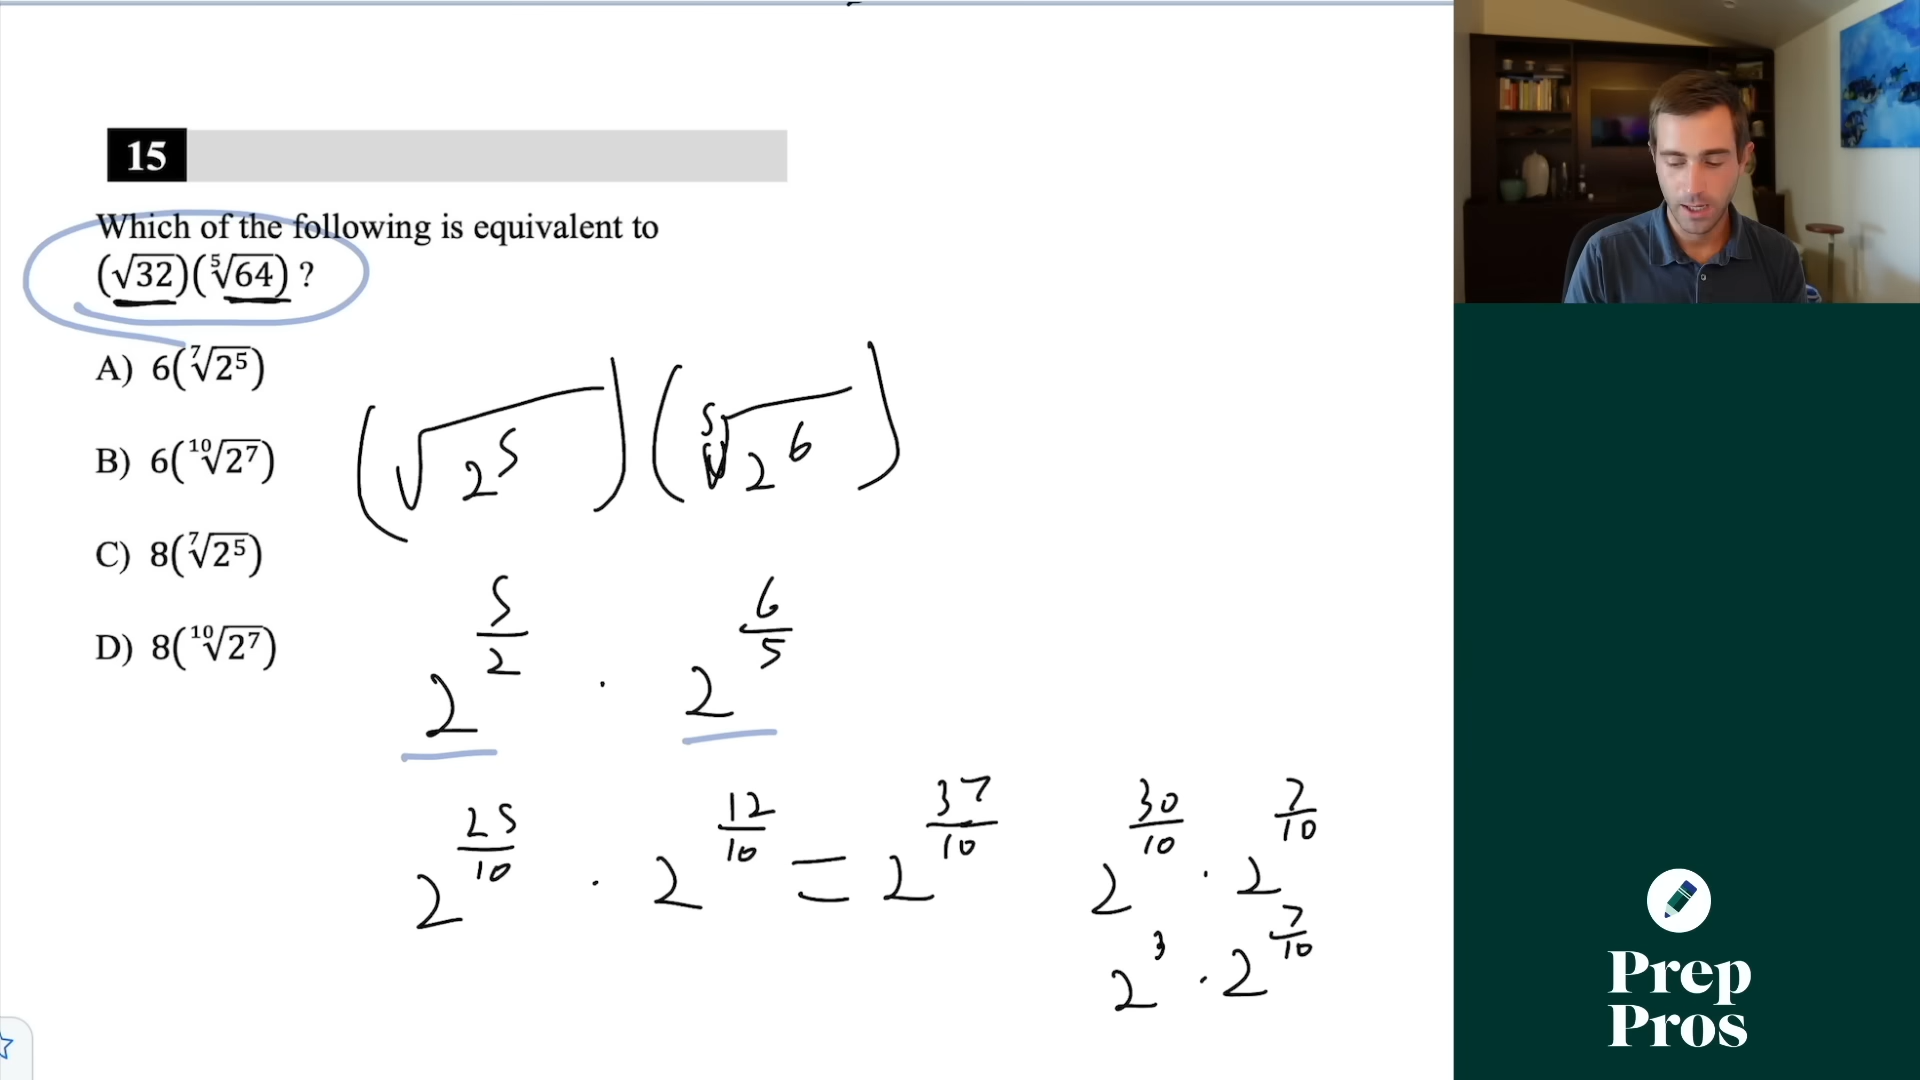 15
Which of the following is equivalent to
(√32)(⁵√64) ?
A) 6(⁷√2⁵)
B) 6(¹⁰√2⁷)
C) 8(⁷√2⁵)
D) 8(¹⁰√2⁷)
(√2⁵)(⁵√2⁶)
2^(5/2) · 2^(6/5)
2^(25/10) · 2^(12/10) = 2^(37/10) 2^(30/10) · 2^(7/10)
2³ · 2^(7/10)
Prep
Pros